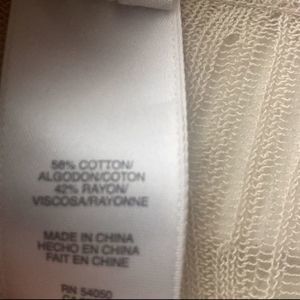 58% COTTON/
ALGODON/COTON
42% RAYON/
VISCOSA/RAYONNE
MADE IN CHINA
HECHO EN CHINA
FAIT EN CHINE
RN 54050